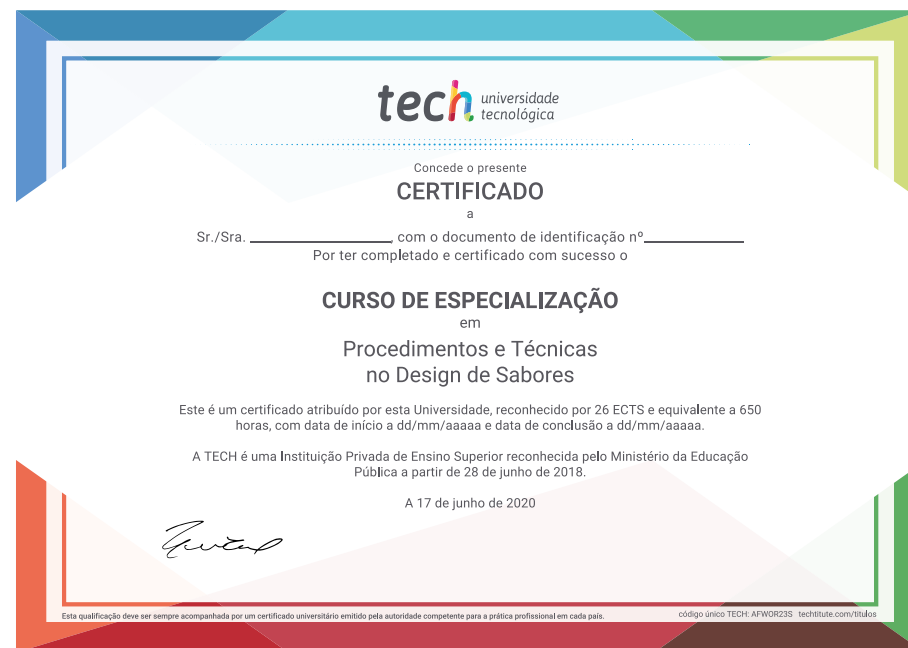 tech universidade
tecnológica
Concede o presente
CERTIFICADO
a
Sr./Sra. ____________________, com o documento de identificação nº______________
Por ter completado e certificado com sucesso o
CURSO DE ESPECIALIZAÇÃO
em
Procedimentos e Técnicas
no Design de Sabores
Este é um certificado atribuído por esta Universidade, reconhecido por 26 ECTS e equivalente a 650
horas, com data de início a dd/mm/aaaaa e data de conclusão a dd/mm/aaaaa.
A TECH é uma Instituição Privada de Ensino Superior reconhecida pelo Ministério da Educação
Pública a partir de 28 de junho de 2018.
A 17 de junho de 2020
Esta qualificação deve ser sempre acompanhada por um certificado universitário emitido pela autoridade competente para a prática profissional em cada país.
código único TECH: AFWOR23S techtitute.com/titulos